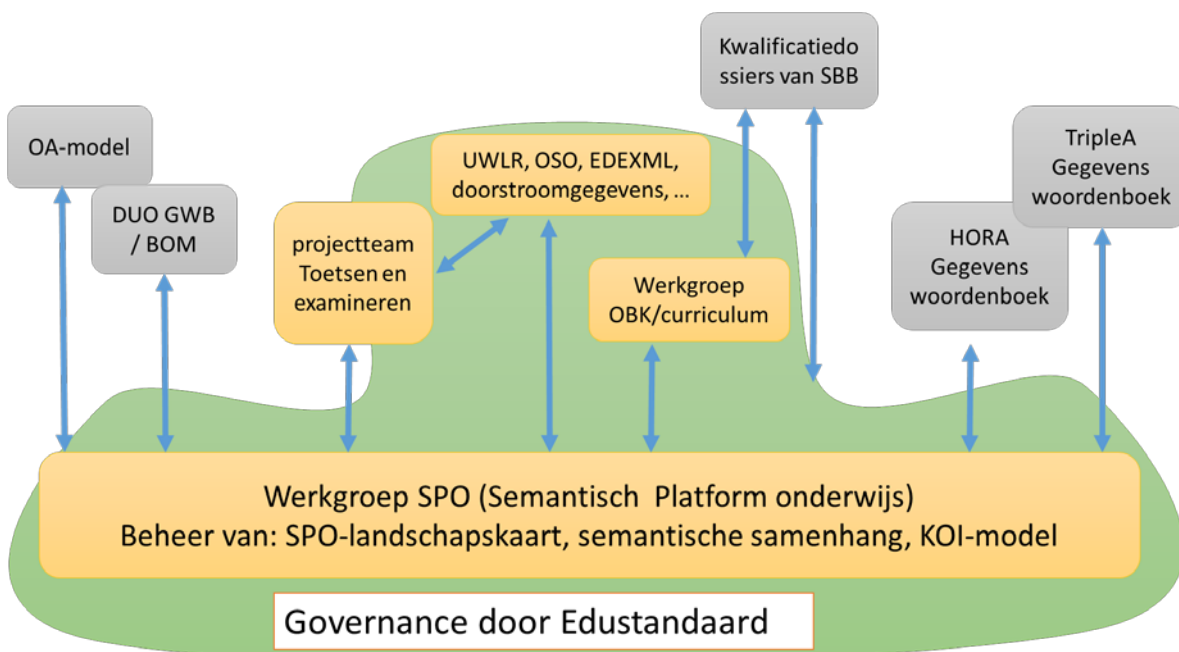 Kwalificatiedo
ssiers van SBB
OA-model
DUO GWB
/ BOM
UWLR, OSO, EDEXML,
doorstroomgegevens, ...
projectteam
Toetsen en
examineren
Werkgroep
OBK/curriculum
TripleA
Gegevens
woordenboek
HORA
Gegevens
woordenboek
Werkgroep SPO (Semantisch Platform onderwijs)
Beheer van: SPO-landschapskaart, semantische samenhang, KOI-model
Governance door Edustandaard